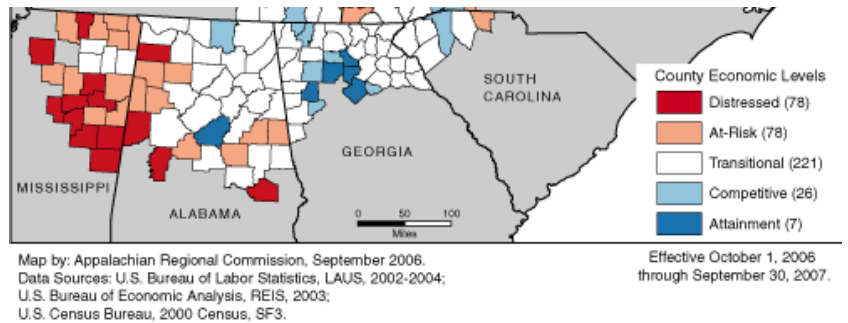 SOUTH
CAROLINA
GEORGIA
MISSISSIPPI
ALABAMA
0 50 100
Miles
County Economic Levels
Distressed (78)
At-Risk (78)
Transitional (221)
Competitive (26)
Attainment (7)
Map by: Appalachian Regional Commission, September 2006.
Data Sources: U.S. Bureau of Labor Statistics, LAUS, 2002-2004;
U.S. Bureau of Economic Analysis, REIS, 2003;
U.S. Census Bureau, 2000 Census, SF3.
Effective October 1, 2006
through September 30, 2007.